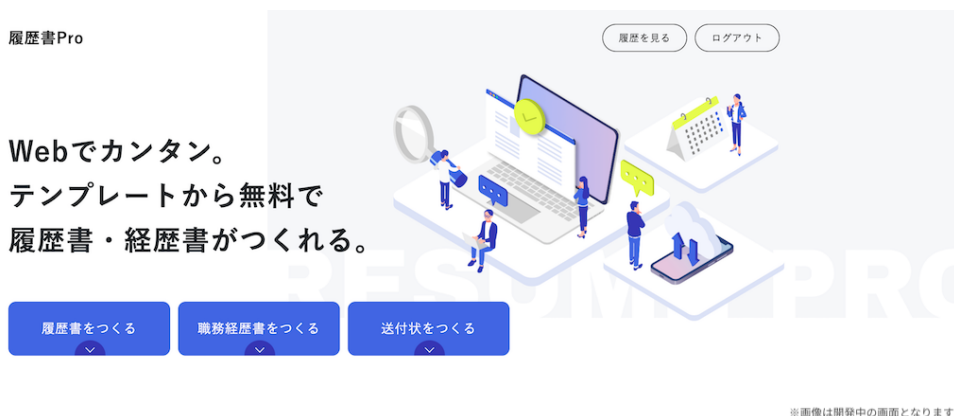 履歴書Pro
履歴を見る
ログアウト
Webでカンタン。
テンプレートから無料で
履歴書・経歴書がつくれる。
RESUME PRO
履歴書をつくる
職務経歴書をつくる
送付状をつくる
※画像は開発中の画面となります